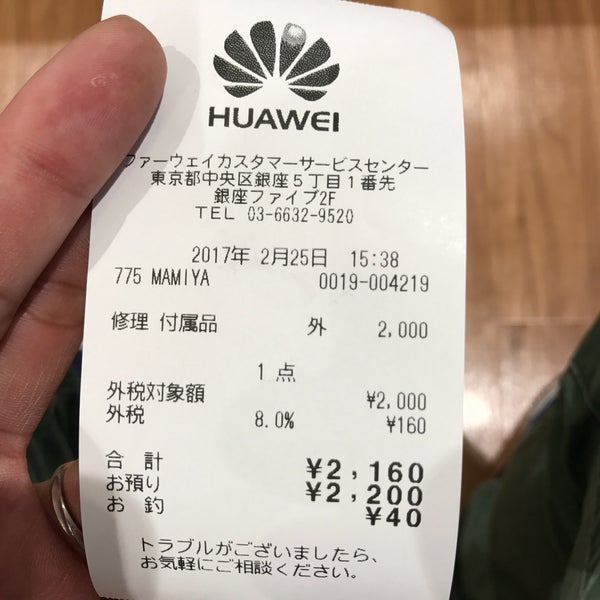 HUAWEI
ファーウェイカスタマーサービスセンター
東京都中央区銀座5丁目1番先
銀座ファイブ2F
TEL 03-6632-9520
2017年 2月25日 15:38
775 MAMIYA 0019-004219
修理 付属品 外 2,000
1点
外税対象額 ¥2,000
外税 8.0% ¥160
合 計 ¥2,160
お預り ¥2,200
お 釣 ¥40
トラブルがございましたら、
お気軽にご相談ください。